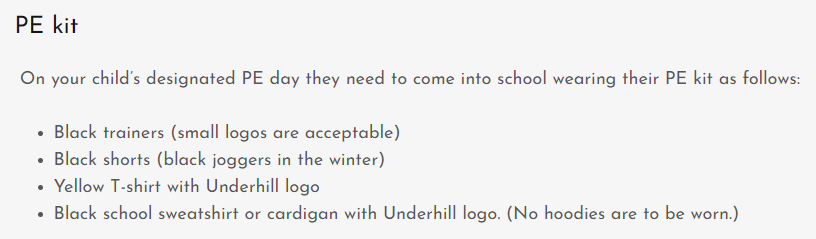 PE kit
On your child's designated PE day they need to come into school wearing their PE kit as follows:
• Black trainers (small logos are acceptable)
• Black shorts (black joggers in the winter)
• Yellow T-shirt with Underhill logo
• Black school sweatshirt or cardigan with Underhill logo. (No hoodies are to be worn.)